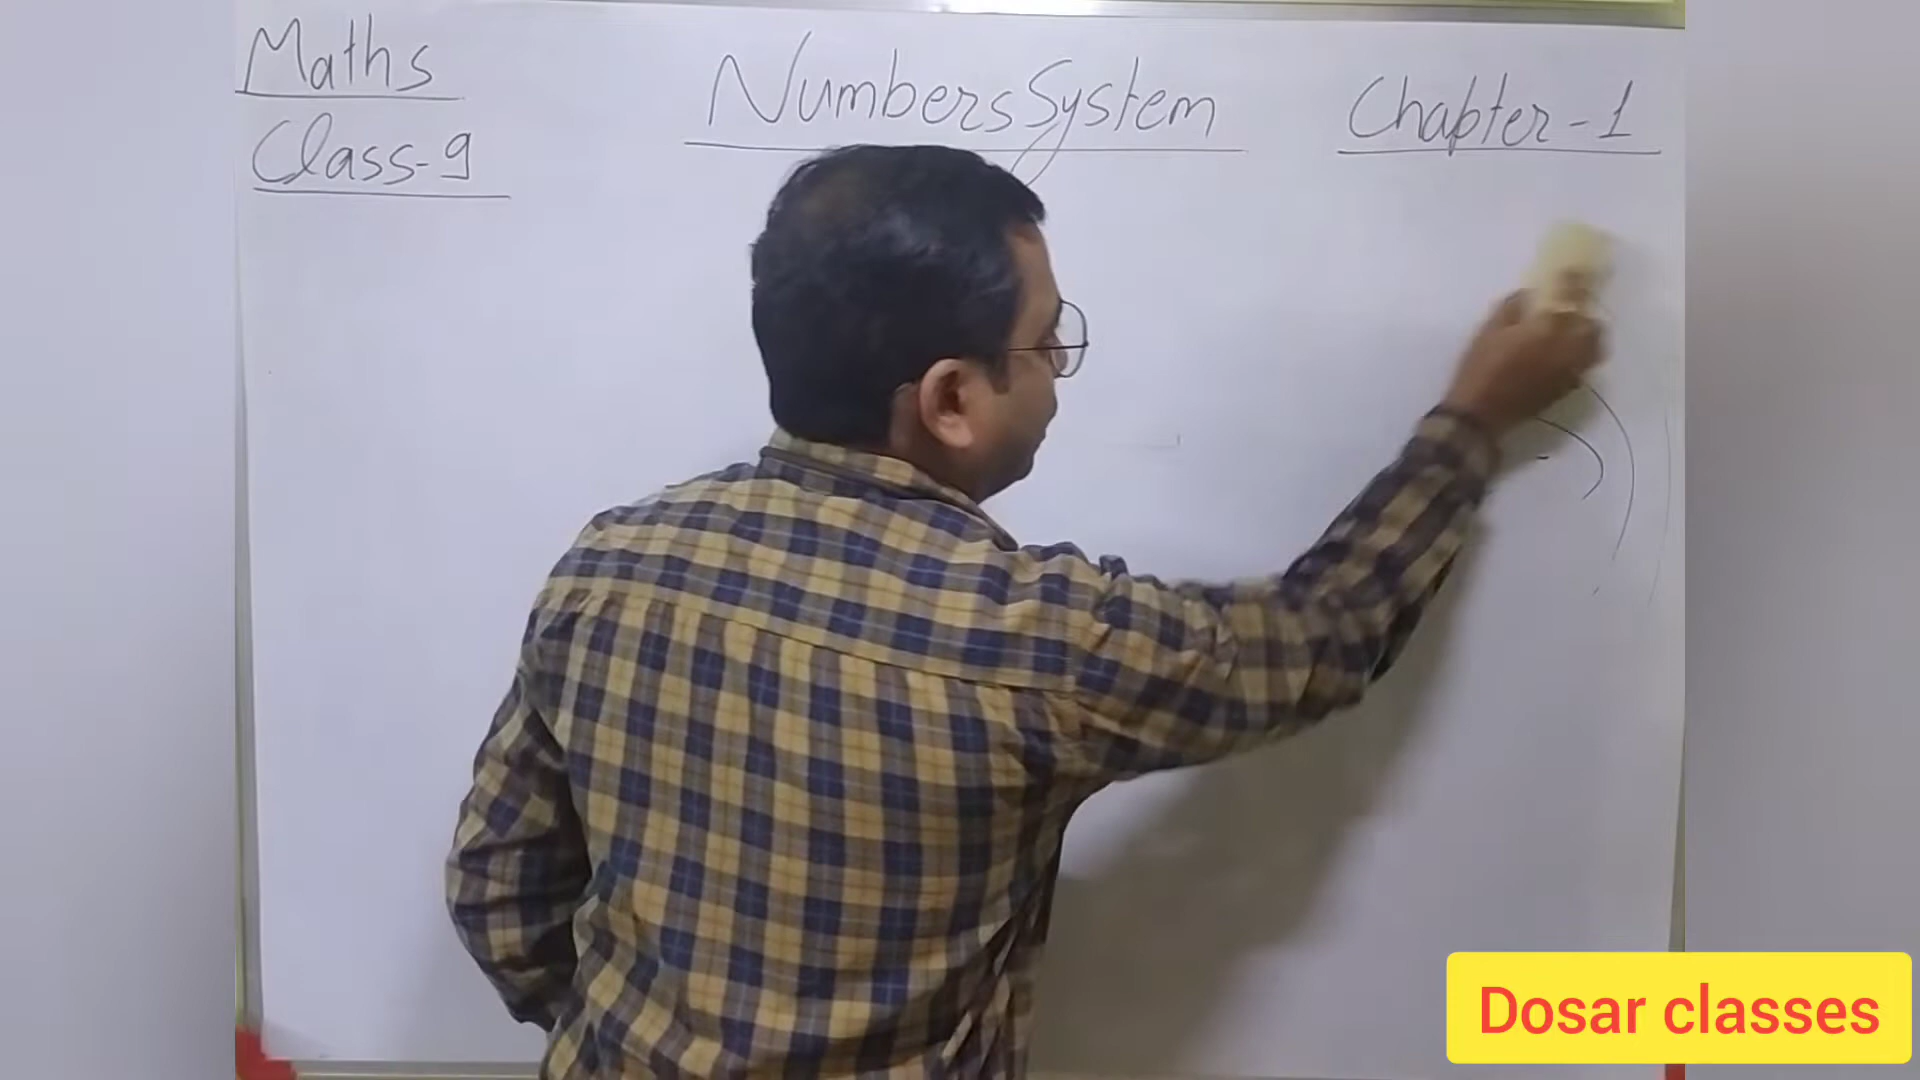 Maths
Class-9
Numbers System
Chapter-1
Dosar classes